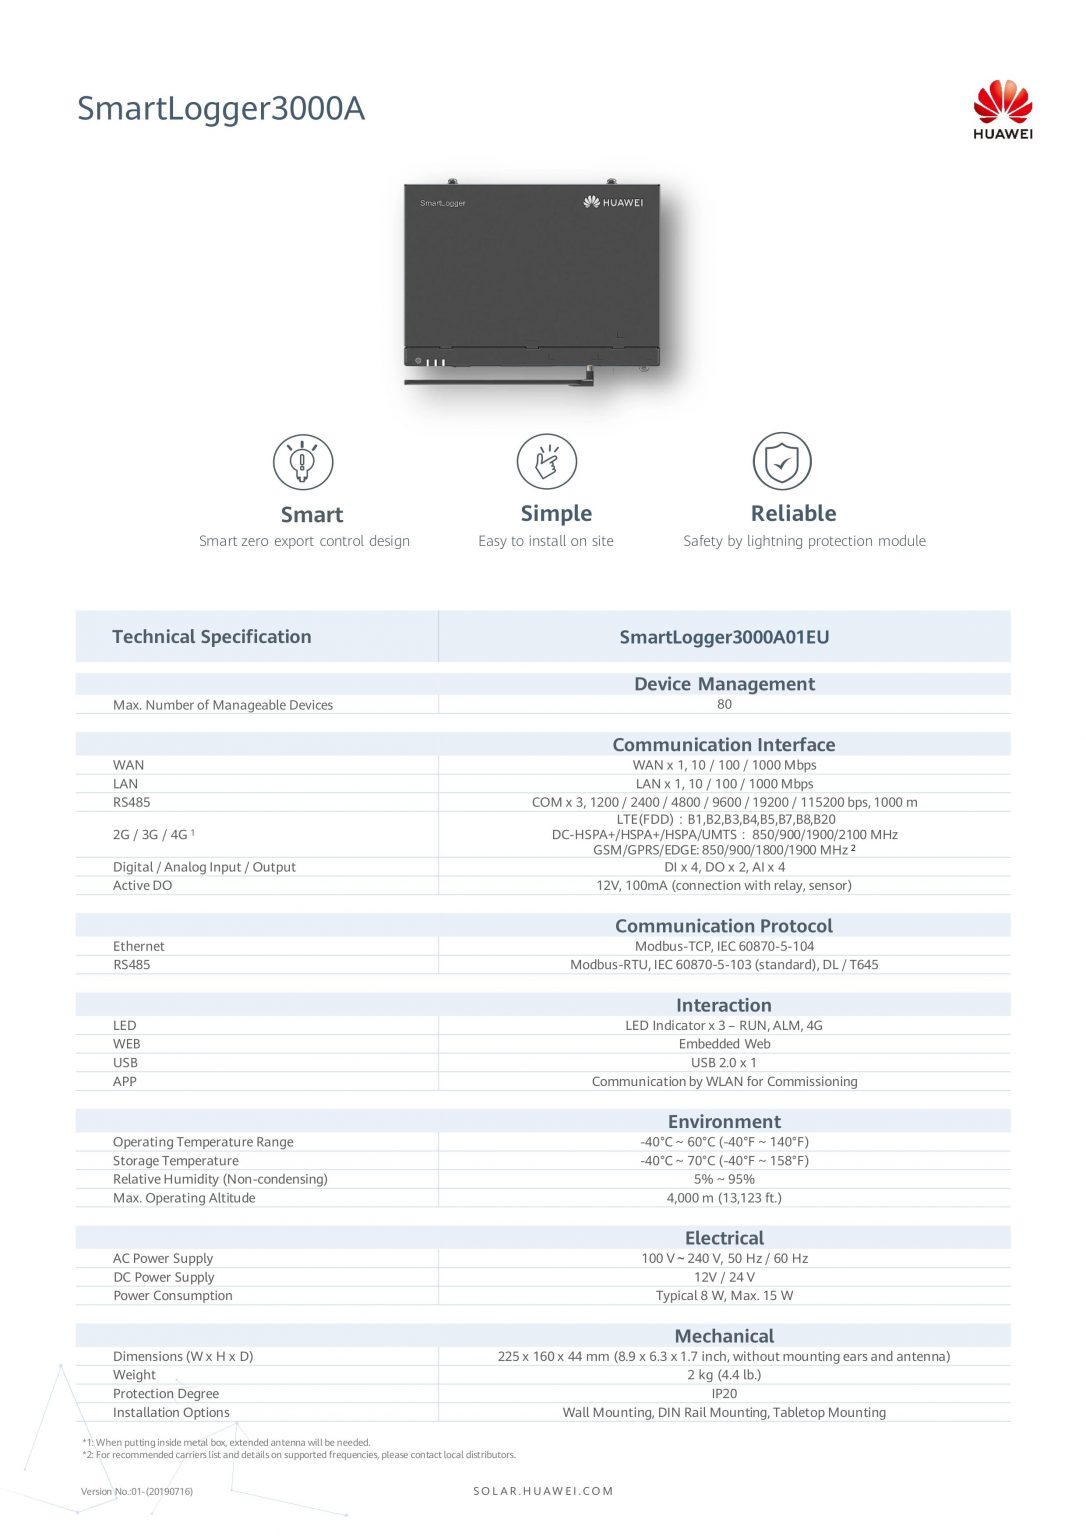 SmartLogger3000A
HUAWEI
SmartLogger
HUAWEI
Smart
Smart zero export control design
Simple
Easy to install on site
Reliable
Safety by lightning protection module
Technical Specification SmartLogger3000A01EU
Device Management
Max. Number of Manageable Devices 80
Communication Interface
WAN WAN x 1, 10 / 100 / 1000 Mbps
LAN LAN x 1, 10 / 100 / 1000 Mbps
RS485 COM x 3, 1200 / 2400 / 4800 / 9600 / 19200 / 115200 bps, 1000 m
2G / 3G / 4G ¹
LTE(FDD) : B1,B2,B3,B4,B5,B7,B8,B20
DC-HSPA+/HSPA+/HSPA/UMTS : 850/900/1900/2100 MHz
GSM/GPRS/EDGE: 850/900/1800/1900 MHz ²
Digital / Analog Input / Output DI x 4, DO x 2, AI x 4
Active DO 12V, 100mA (connection with relay, sensor)
Communication Protocol
Ethernet Modbus-TCP, IEC 60870-5-104
RS485 Modbus-RTU, IEC 60870-5-103 (standard), DL / T645
Interaction
LED LED Indicator x 3 – RUN, ALM, 4G
WEB Embedded Web
USB USB 2.0 x 1
APP Communication by WLAN for Commissioning
Environment
Operating Temperature Range -40°C ~ 60°C (-40°F ~ 140°F)
Storage Temperature -40°C ~ 70°C (-40°F ~ 158°F)
Relative Humidity (Non-condensing) 5% ~ 95%
Max. Operating Altitude 4,000 m (13,123 ft.)
Electrical
AC Power Supply 100 V ~ 240 V, 50 Hz / 60 Hz
DC Power Supply 12V / 24 V
Power Consumption Typical 8 W, Max. 15 W
Mechanical
Dimensions (W x H x D) 225 x 160 x 44 mm (8.9 x 6.3 x 1.7 inch, without mounting ears and antenna)
Weight 2 kg (4.4 lb.)
Protection Degree IP20
Installation Options Wall Mounting, DIN Rail Mounting, Tabletop Mounting
*1: When putting inside metal box, extended antenna will be needed.
*2: For recommended carriers list and details on supported frequencies, please contact local distributors.
Version No.:01-(20190716)
SOLAR.HUAWEI.COM